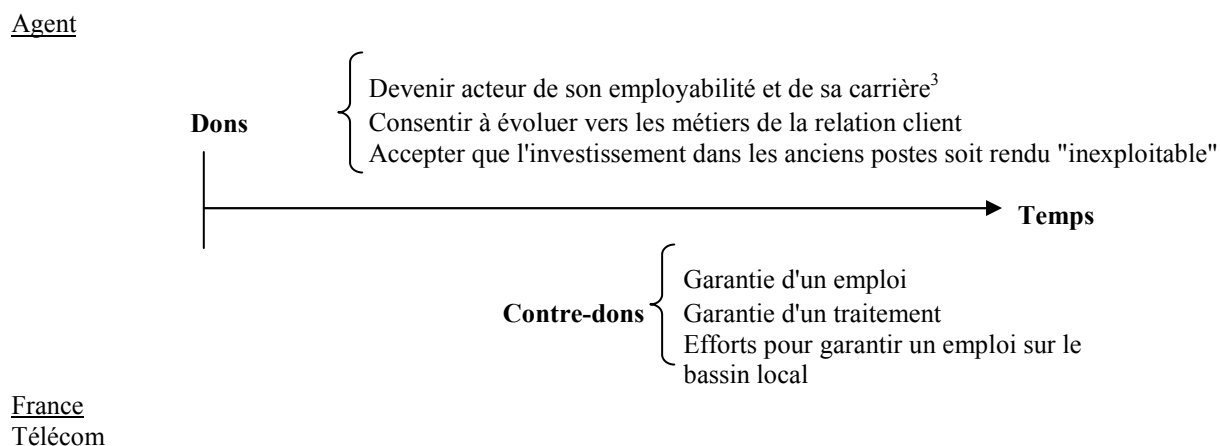 Agent
Devenir acteur de son employabilité et de sa carrière3
Dons
Consentir à évoluer vers les métiers de la relation client
Accepter que l'investissement dans les anciens postes soit rendu "inexploitable"
Temps
Garantie d'un emploi
Contre-dons
Garantie d'un traitement
Efforts pour garantir un emploi sur le
bassin local
France
Télécom